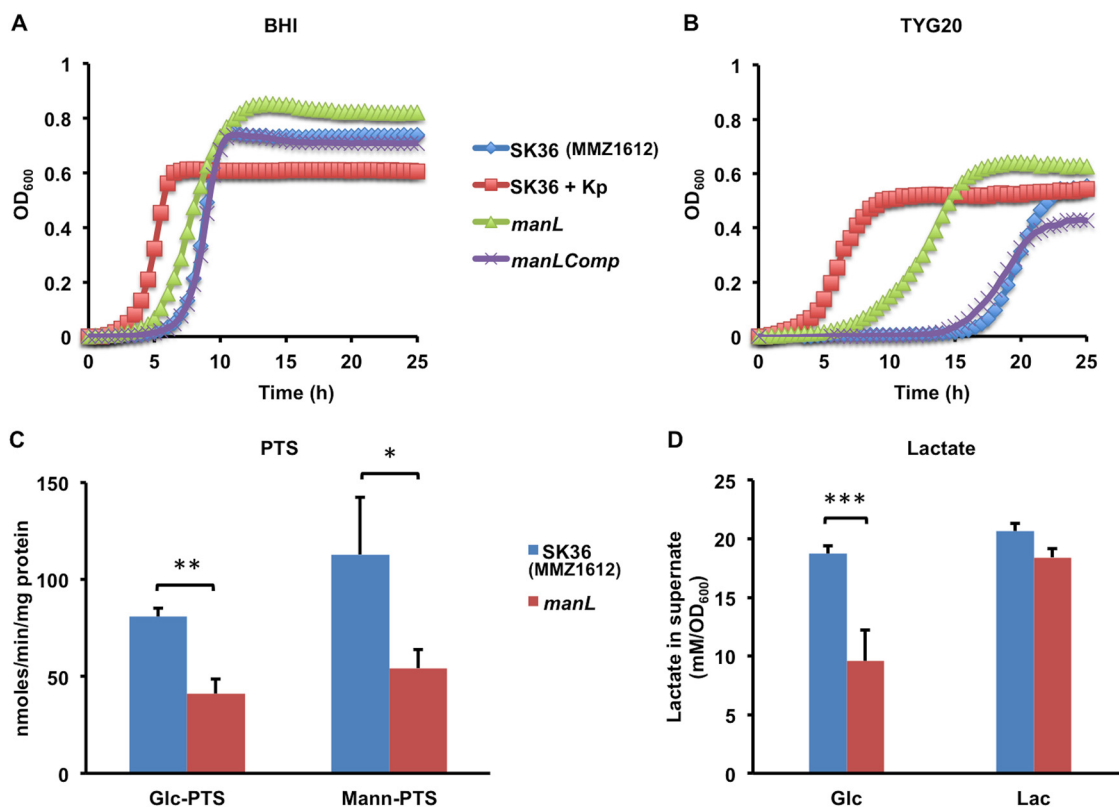 A
BHI
1
0.8
0.6
0.4
0.2
0
OD600
0 5 10 15 20 25
Time (h)
SK36 (MMZ1612)
SK36 + Kp
manL
manLComp
B
TYG20
1
0.8
0.6
0.4
0.2
0
OD600
0 5 10 15 20 25
Time (h)
C
PTS
150
100
50
0
nmoles/min/mg protein
**
*
Glc-PTS Mann-PTS
SK36
(MMZ1612)
manL
D
Lactate
25
20
15
10
5
0
Lactate in supernate
(mM/OD600)
***
Glc Lac